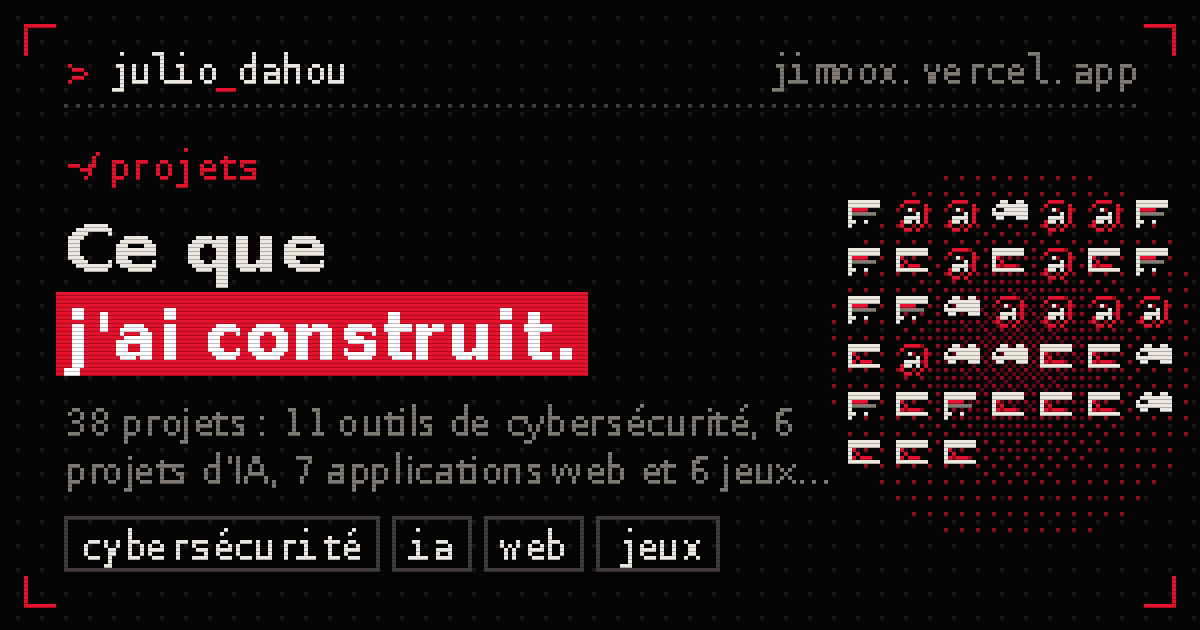 > julio_dahou
jimoox.vercel.app
~/projets
Ce que
j'ai construit.
38 projets : 11 outils de cybersécurité, 6
projets d'IA, 7 applications web et 6 jeux...
cybersécurité ia web jeux